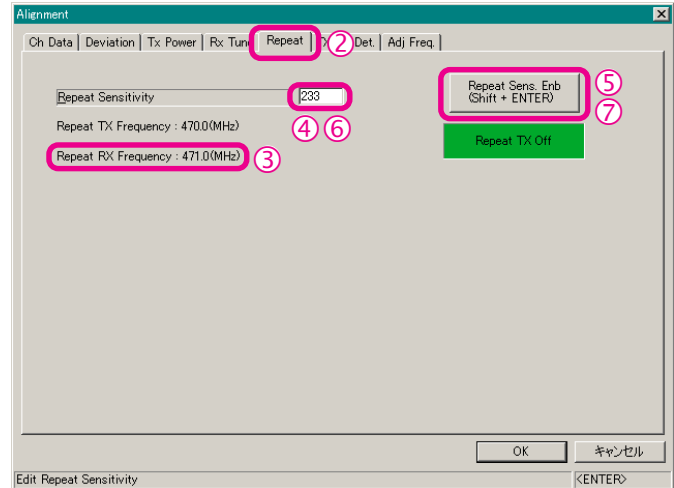 Alignment
Ch Data Deviation Tx Power Rx Tune Repeat ② Det. Adj Freq.
Repeat Sensitivity 233 Repeat Sens. Enb ⑤
(Shift + ENTER) ⑦
Repeat TX Frequency : 470.0(MHz) ④ ⑥ Repeat TX Off
Repeat RX Frequency : 471.0(MHz) ③
OK キャンセル
Edit Repeat Sensitivity <ENTER>